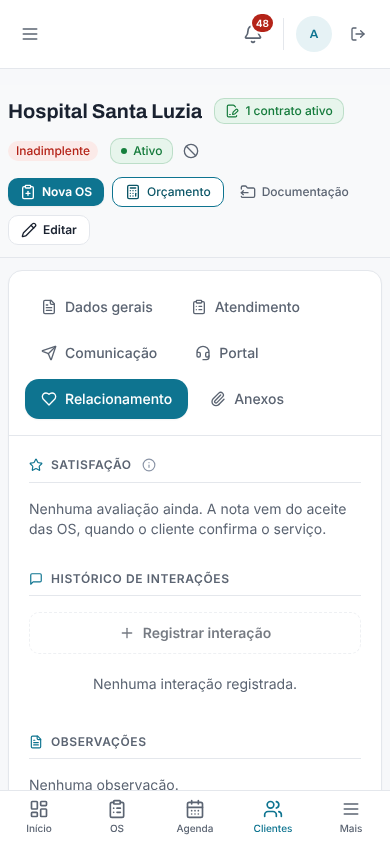 48
A
Hospital Santa Luzia
1 contrato ativo
Inadimplente
Ativo
Nova OS
Orçamento
Documentação
Editar
Dados gerais
Atendimento
Comunicação
Portal
Relacionamento
Anexos
SATISFAÇÃO
Nenhuma avaliação ainda. A nota vem do aceite
das OS, quando o cliente confirma o serviço.
HISTÓRICO DE INTERAÇÕES
Registrar interação
Nenhuma interação registrada.
OBSERVAÇÕES
Nenhuma observação.
Início
OS
Agenda
Clientes
Mais